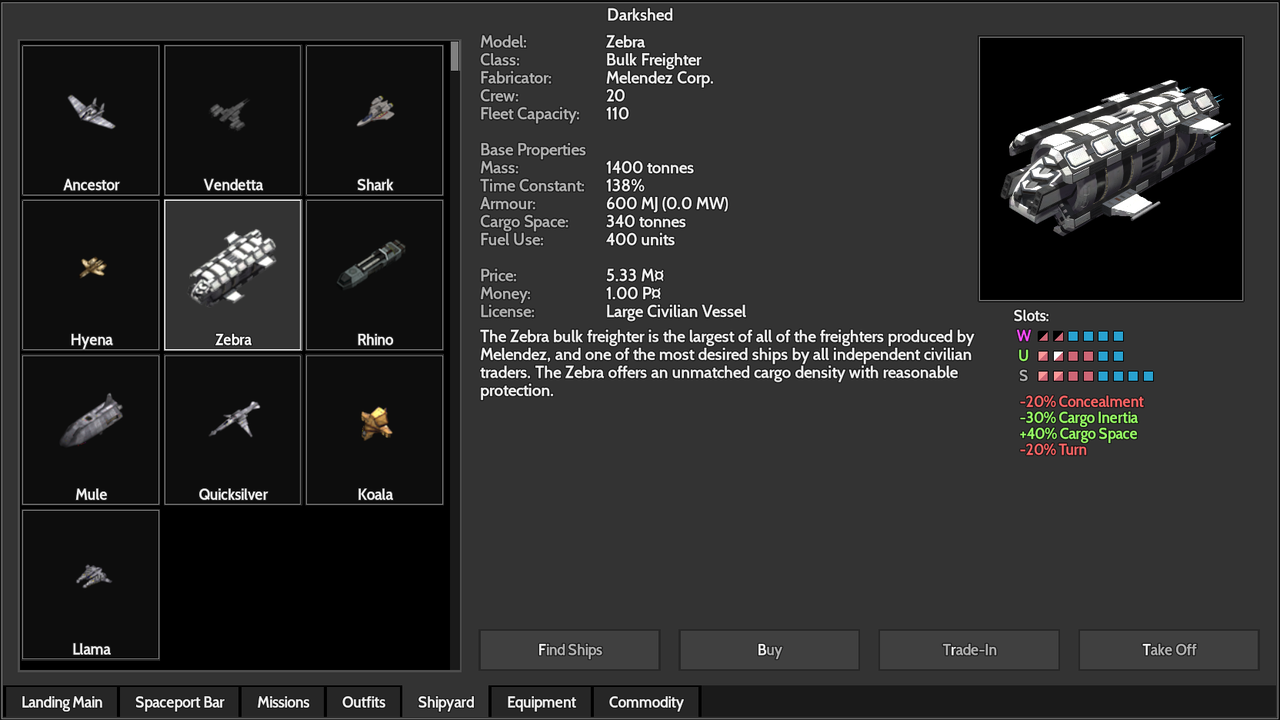 Darkshed
Ancestor
Vendetta
Shark
Hyena
Zebra
Rhino
Mule
Quicksilver
Koala
Llama
Model: Zebra
Class: Bulk Freighter
Fabricator: Melendez Corp.
Crew: 20
Fleet Capacity: 110
Base Properties
Mass: 1400 tonnes
Time Constant: 138%
Armour: 600 MJ (0.0 MW)
Cargo Space: 340 tonnes
Fuel Use: 400 units
Price: 5.33 M¤
Money: 1.00 P¤
License: Large Civilian Vessel
The Zebra bulk freighter is the largest of all of the freighters produced by
Melendez, and one of the most desired ships by all independent civilian
traders. The Zebra offers an unmatched cargo density with reasonable
protection.
Slots:
W
U
S
-20% Concealment
-30% Cargo Inertia
+40% Cargo Space
-20% Turn
Find Ships
Buy
Trade-In
Take Off
Landing Main
Spaceport Bar
Missions
Outfits
Shipyard
Equipment
Commodity